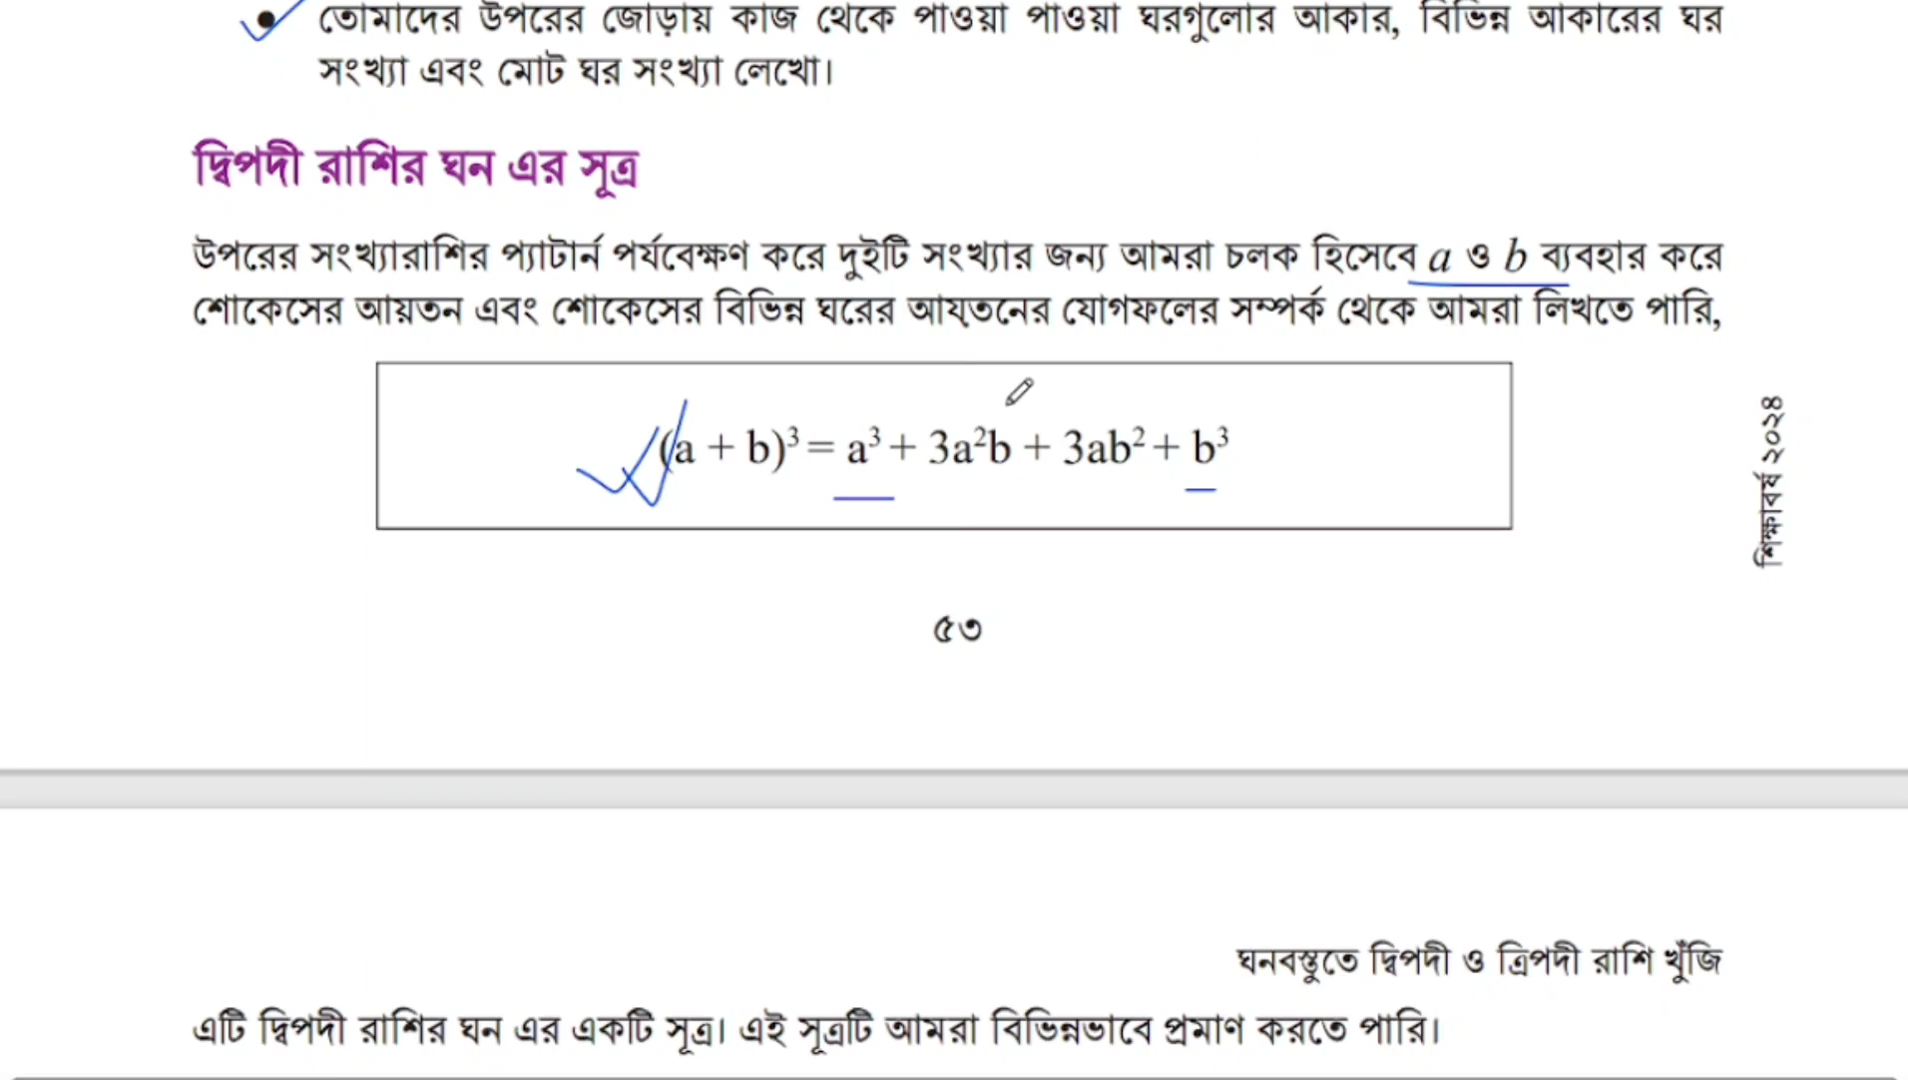 তোমাদের উপরের জোড়ায় কাজ থেকে পাওয়া পাওয়া ঘরগুলোর আকার, বিভিন্ন আকারের ঘর
সংখ্যা এবং মোট ঘর সংখ্যা লেখো।
দ্বিপদী রাশির ঘন এর সূত্র
উপরের সংখ্যারাশির প্যাটার্ন পর্যবেক্ষণ করে দুইটি সংখ্যার জন্য আমরা চলক হিসেবে a ও b ব্যবহার করে
শোকেসের আয়তন এবং শোকেসের বিভিন্ন ঘরের আয্তনের যোগফলের সম্পর্ক থেকে আমরা লিখতে পারি,
(a + b)³ = a³ + 3a²b + 3ab² + b³
শিক্ষাবর্ষ ২০২৪
৫৩
ঘনবস্তুতে দ্বিপদী ও ত্রিপদী রাশি খুঁজি
এটি দ্বিপদী রাশির ঘন এর একটি সূত্র। এই সূত্রটি আমরা বিভিন্নভাবে প্রমাণ করতে পারি।